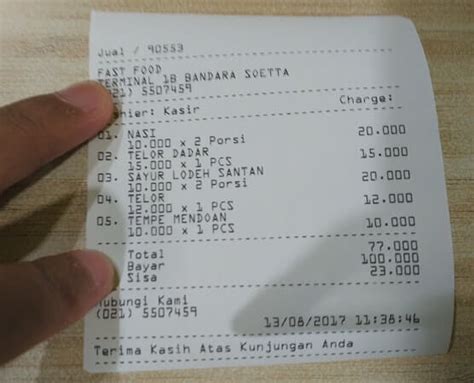 Jual / 90553
FAST FOOD
TERMINAL 1B BANDARA SOETTA
(021) 5507459
Kasir Charge:
01. NASI
10.000 x 2 Porsi 20.000
02. TELOR DADAR
15.000 x 1 PCS 15.000
03. SAYUR LODEH SANTAN
10.000 x 2 Porsi 20.000
04. TELOR
12.000 x 1 PCS 12.000
05. TEMPE MENDOAN
10.000 x 1 PCS 10.000
Total 77.000
Bayar 100.000
Sisa 23.000
Hubungi Kami
(021) 5507459
13/08/2017 11:38:46
Terima Kasih Atas Kunjungan Anda